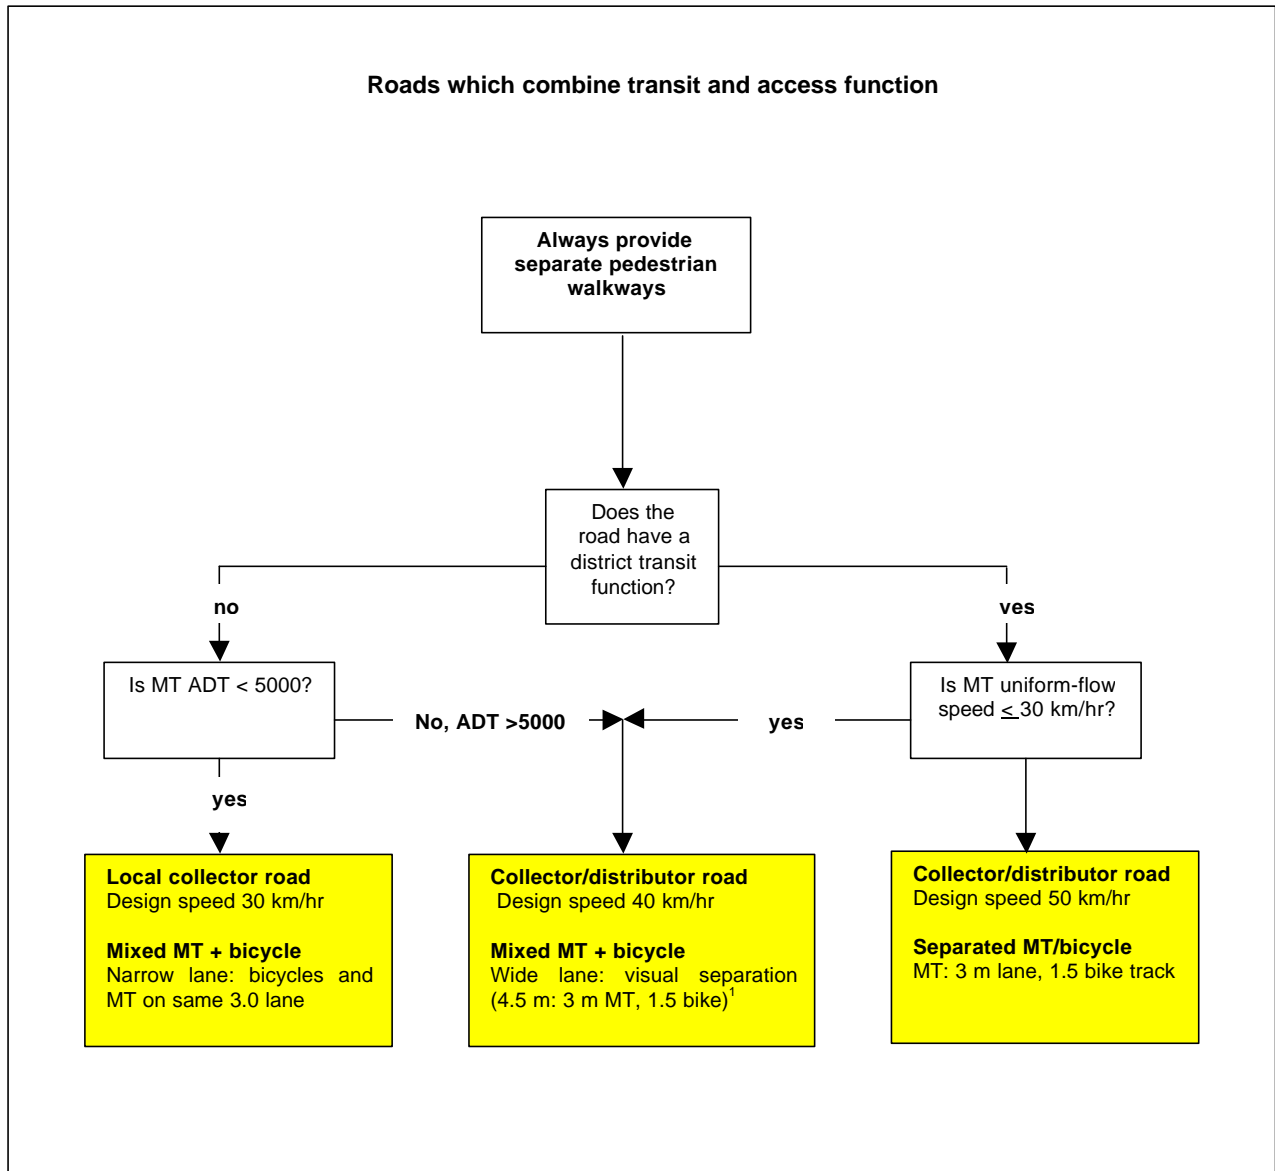 Roads which combine transit and access function
Always provide
separate pedestrian
walkways
Does the
road have a
district transit
function?
no
ves
Is MT ADT < 5000?
Is MT uniform-flow
speed < 30 km/hr?
No, ADT >5000
yes
yes
Local collector road
Design speed 30 km/hr
Mixed MT + bicycle
Narrow lane: bicycles and
MT on same 3.0 lane
Collector/distributor road
Design speed 40 km/hr
Mixed MT + bicycle
Wide lane: visual separation
(4.5 m: 3 m MT, 1.5 bike)¹
Collector/distributor road
Design speed 50 km/hr
Separated MT/bicycle
MT: 3 m lane, 1.5 bike track